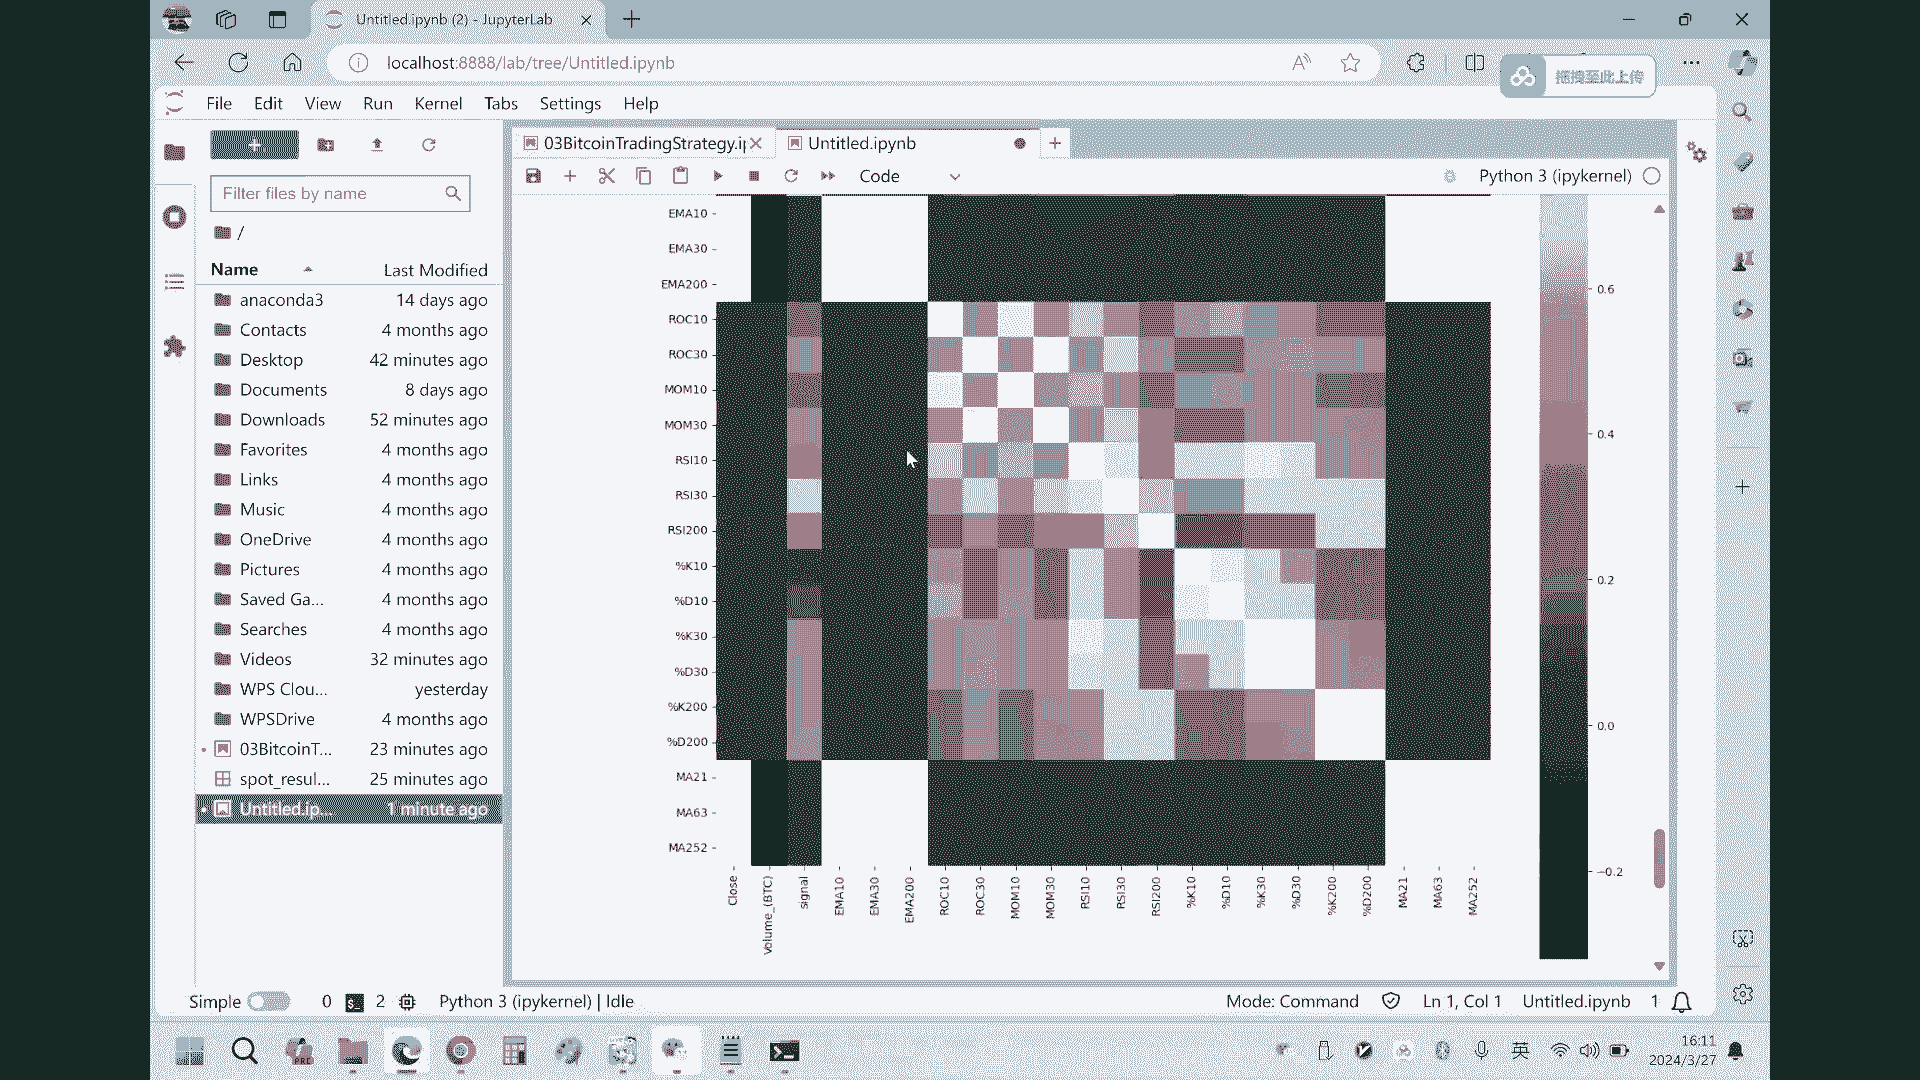 Untitled.ipynb (2) - JupyterLab
localhost:8888/lab/tree/Untitled.ipynb
拖拽至此上传
File Edit View Run Kernel Tabs Settings Help
Filter files by name
/
Name Last Modified
anaconda3 14 days ago
Contacts 4 months ago
Desktop 42 minutes ago
Documents 8 days ago
Downloads 52 minutes ago
Favorites 4 months ago
Links 4 months ago
Music 4 months ago
OneDrive 4 months ago
Pictures 4 months ago
Saved Ga... 4 months ago
Searches 4 months ago
Videos 32 minutes ago
WPS Clou... yesterday
WPSDrive 4 months ago
03BitcoinT... 23 minutes ago
spot_resul... 25 minutes ago
Untitled.ip... 1 minute ago
03BitcoinTradingStrategy.i
Untitled.ipynb
Code
Python 3 (ipykernel)
EMA10
EMA30
EMA200
ROC10
ROC30
MOM10
MOM30
RSI10
RSI30
RSI200
%K10
%D10
%K30
%D30
%K200
%D200
MA21
MA63
MA252
Close
Volume_(BTC)
signal
EMA10
EMA30
EMA200
ROC10
ROC30
MOM10
MOM30
RSI10
RSI30
RSI200
%K10
%D10
%K30
%D30
%K200
%D200
MA21
MA63
MA252
0.6
0.4
0.2
0.0
−0.2
Simple 0 2 Python 3 (ipykernel) | Idle
Mode: Command Ln 1, Col 1 Untitled.ipynb 1
PRE
英
16:11
2024/3/27